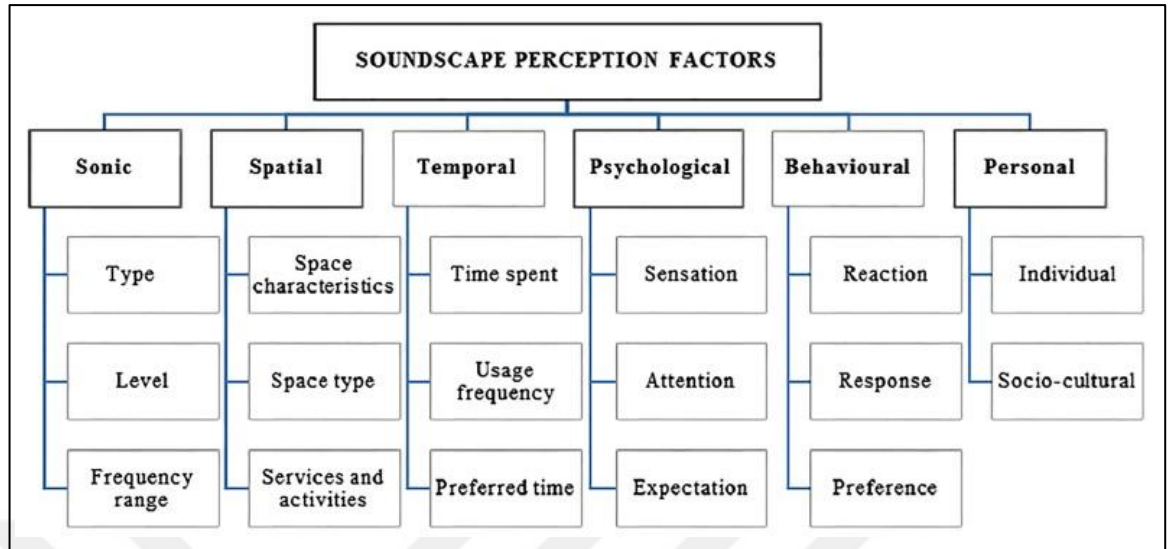 SOUNDSCAPE PERCEPTION FACTORS
Sonic
Type
Level
Frequency
range
Spatial
Space
characteristics
Space type
Services and
activities
Temporal
Time spent
Usage
frequency
Preferred time
Psychological
Sensation
Attention
Expectation
Behavioural
Reaction
Response
Preference
Personal
Individual
Socio-cultural